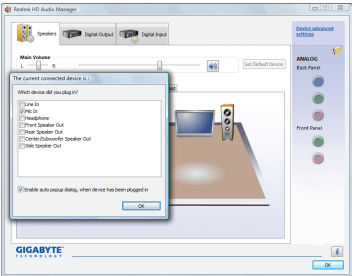 Realtek HD Audio Manager
Speakers
Digital Output
Digital Input
Device advanced
settings
Main Volume
L
R
Set Default Device
ANALOG
Back Panel
The current connected device is :
Which device did you plug in?
Line In
Mic In
Headphone
Front Speaker Out
Rear Speaker Out
Center/Subwoofer Speaker Out
Side Speaker Out
Front Panel
Enable auto popup dialog, when device has been plugged in
OK
GIGABYTE
TECHNOLOGY
OK